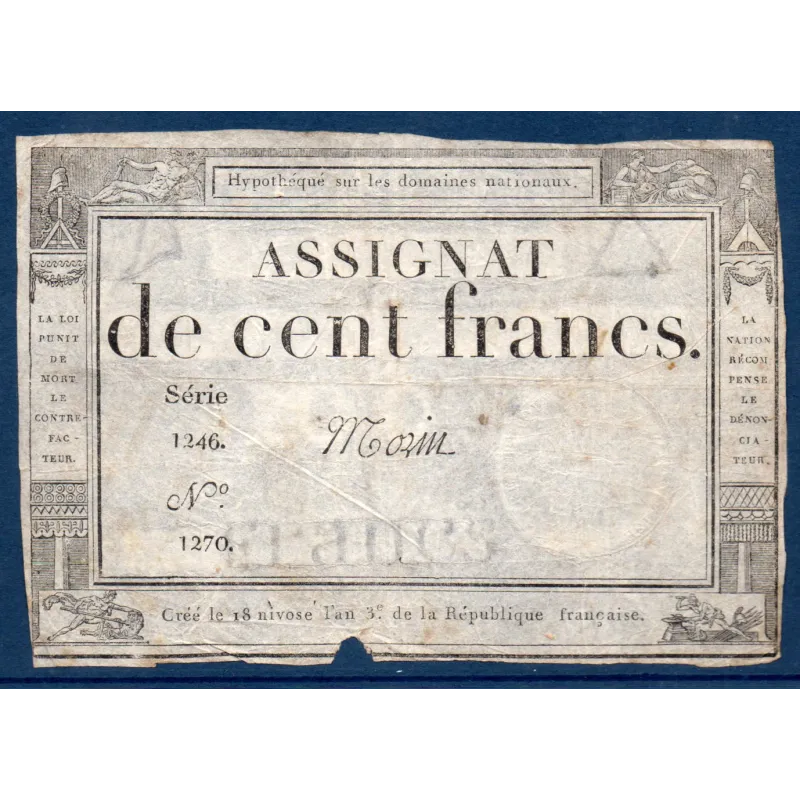 Hypothéqué sur les domaines nationaux.
ASSIGNAT
de cent francs.
Série
1246.
Morin
Nº.
1270.
LA LOI
PUNIT
DE
MORT
LE
CONTRE-
FAC-
TEUR.
LA
NATION
RÉCOM
PENSE
LE
DÉNON-
CIA-
TEUR.
Créé le 18 nivose l'an 3.e de la République française.